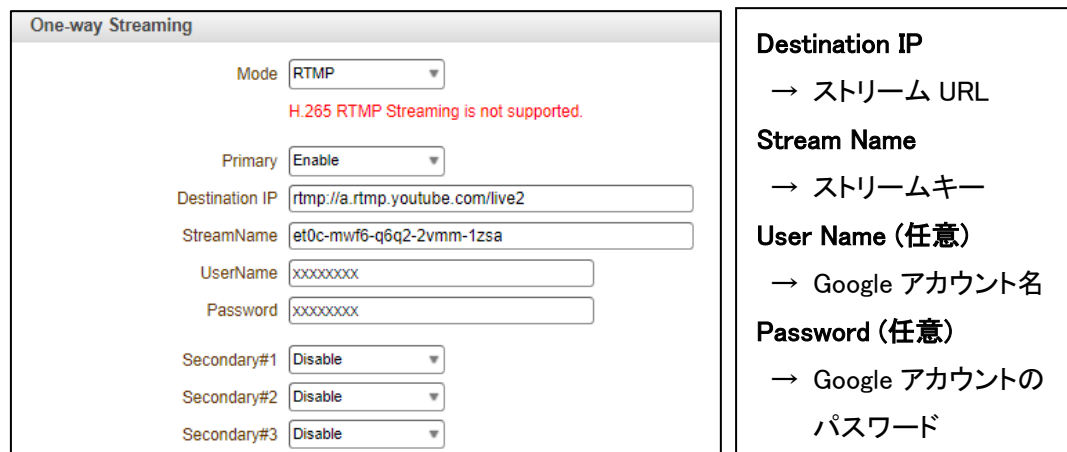 One-way Streaming
Mode RTMP
H.265 RTMP Streaming is not supported.
Primary Enable
Destination IP rtmp://a.rtmp.youtube.com/live2
StreamName et0c-mwf6-q6q2-2vmm-1zsa
UserName xxxxxxxx
Password xxxxxxxx
Secondary#1 Disable
Secondary#2 Disable
Secondary#3 Disable
Destination IP
→ ストリーム URL
Stream Name
→ ストリームキー
User Name (任意)
→ Google アカウント名
Password (任意)
→ Google アカウントの
パスワード